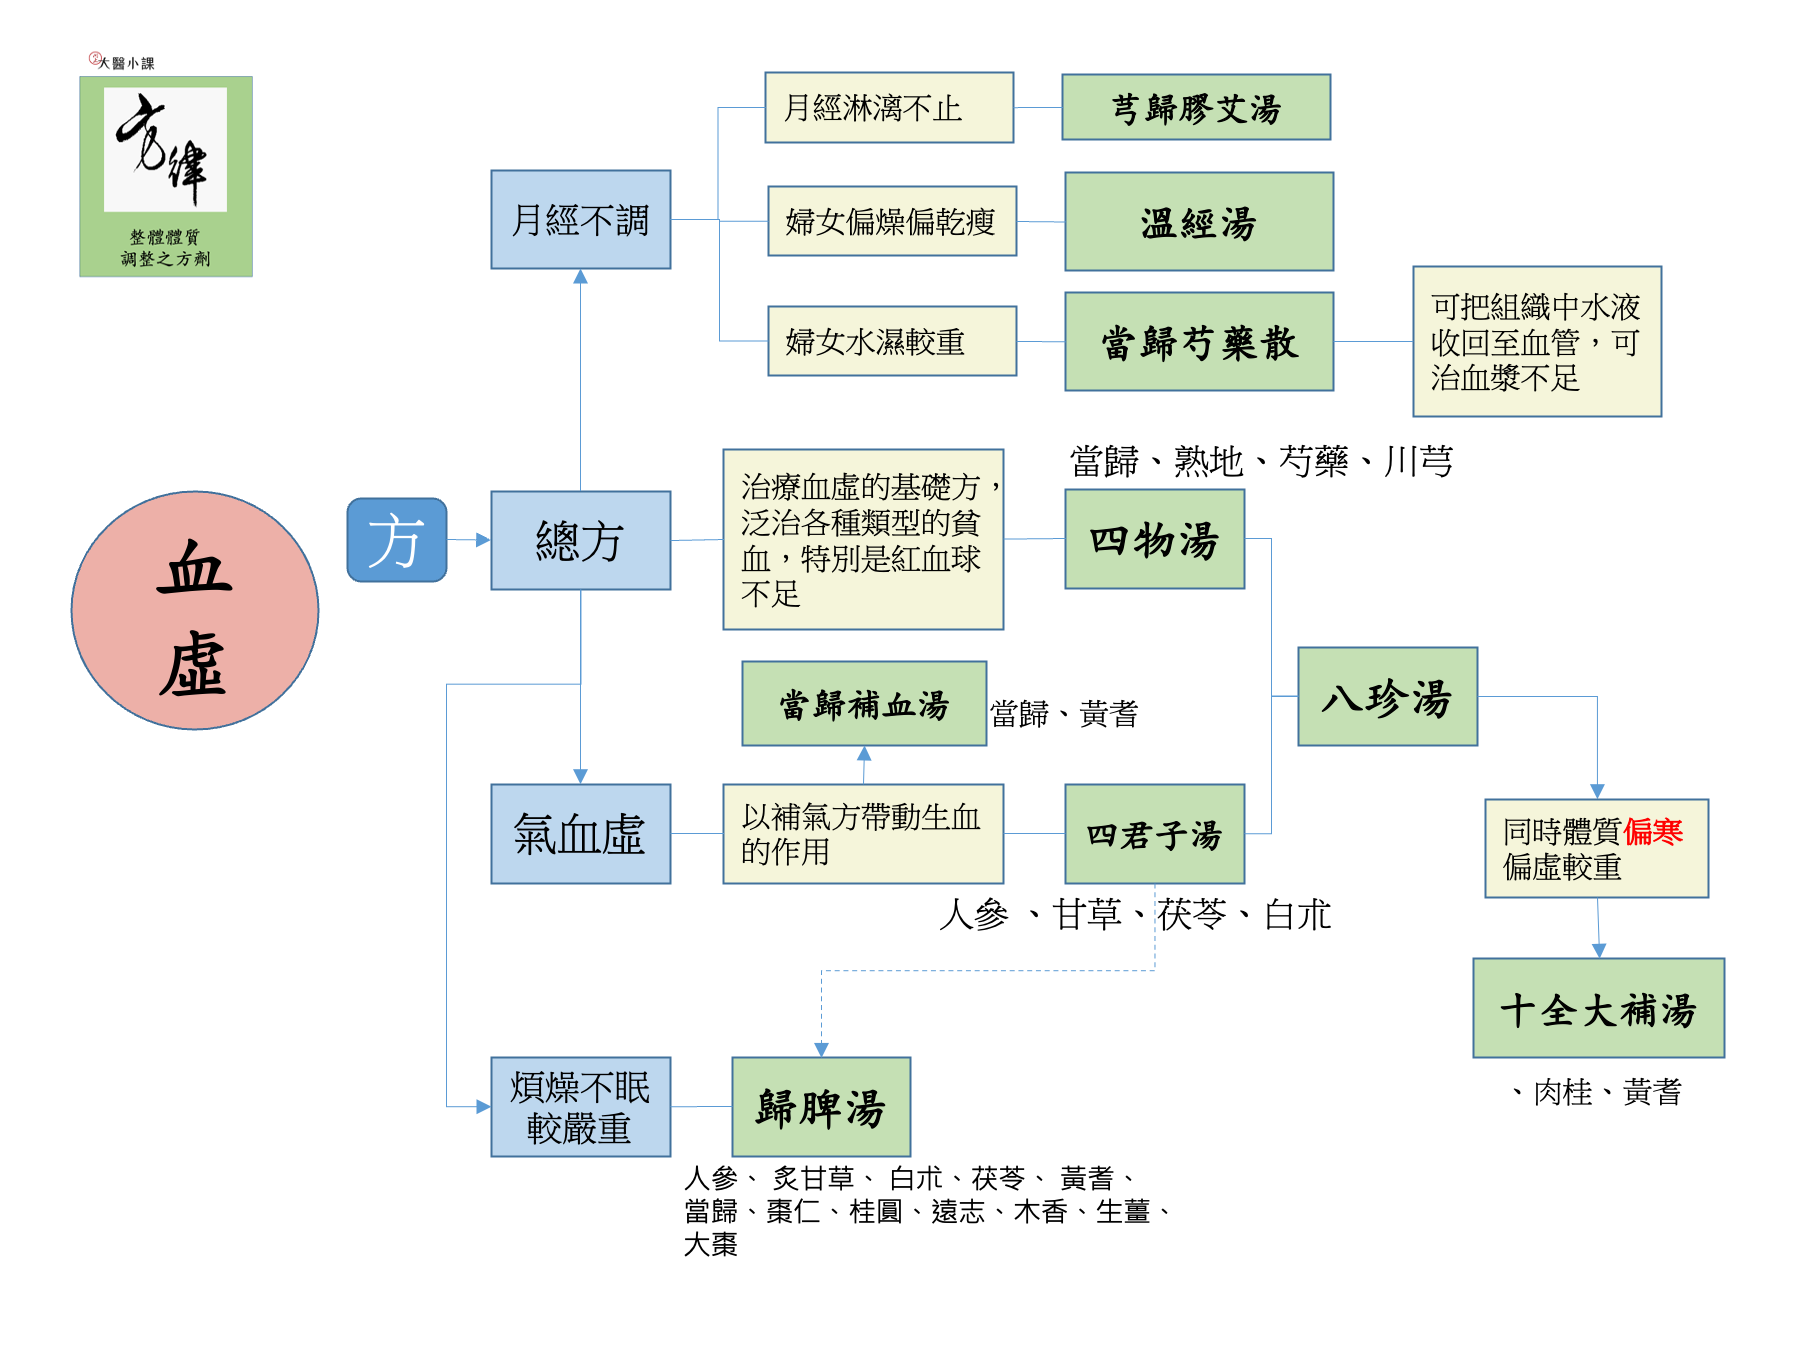 大醫小課
方律
整體體質
調整之方劑
血
虛
方
月經不調
月經淋漓不止
芎歸膠艾湯
婦女偏燥偏乾瘦
溫經湯
婦女水濕較重
當歸芍藥散
可把組織中水液
收回至血管，可
治血漿不足
總方
治療血虛的基礎方，
泛治各種類型的貧
血，特別是紅血球
不足
當歸、熟地、芍藥、川芎
四物湯
當歸補血湯
當歸、黃耆
八珍湯
氣血虛
以補氣方帶動生血
的作用
四君子湯
人參 、甘草、茯苓、白朮
同時體質偏寒
偏虛較重
十全大補湯
、肉桂、黃耆
煩燥不眠
較嚴重
歸脾湯
人參、 炙甘草、 白朮、茯苓、 黃耆、
當歸、棗仁、桂圓、遠志、木香、生薑、
大棗